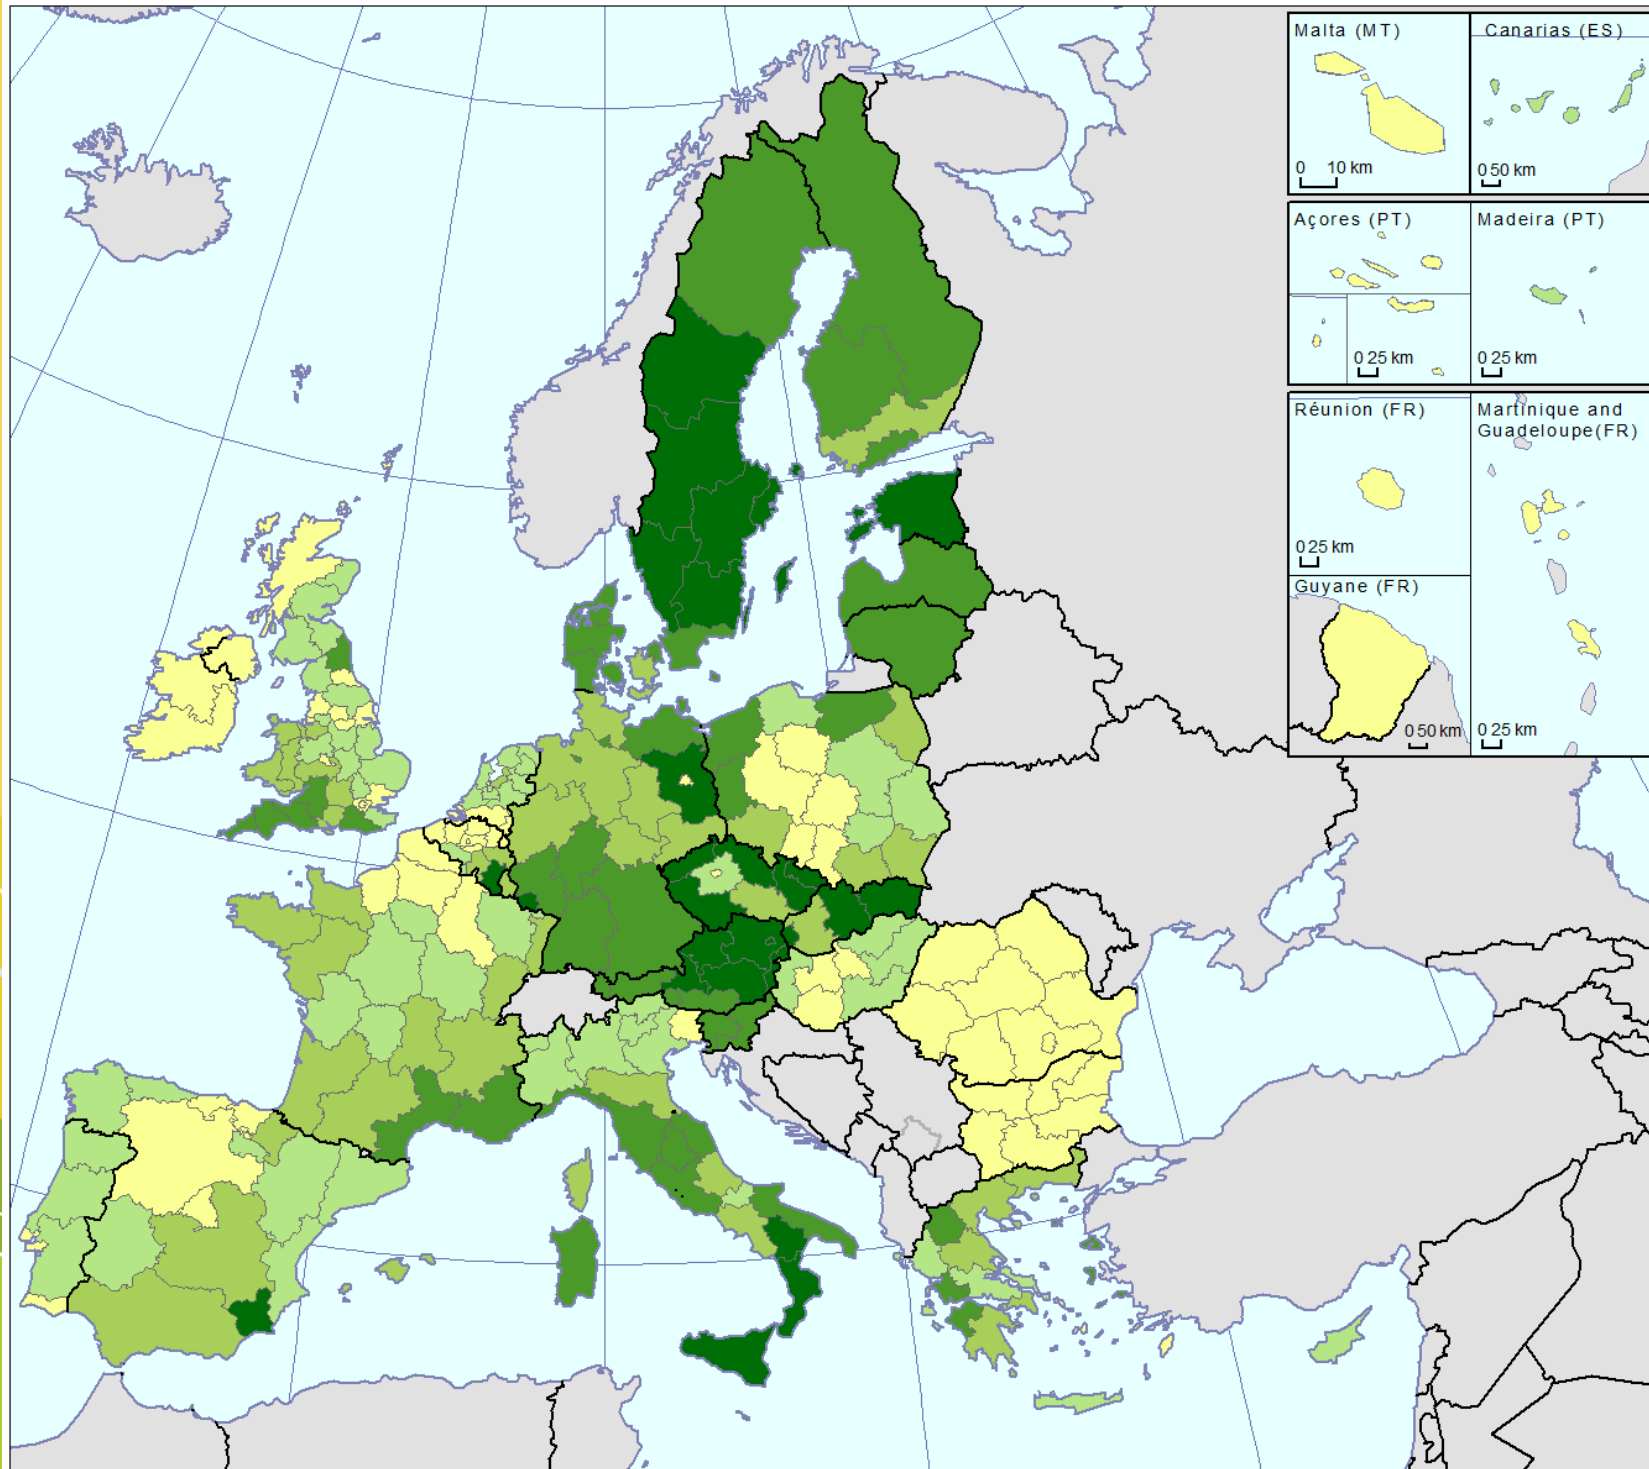 Malta (MT)
0 10 km
Canarias (ES)
0 50 km
Açores (PT)
0 25 km
Madeira (PT)
0 25 km
Réunion (FR)
0 25 km
Martinique and
Guadeloupe(FR)
0 25 km
Guyane (FR)
0 50 km